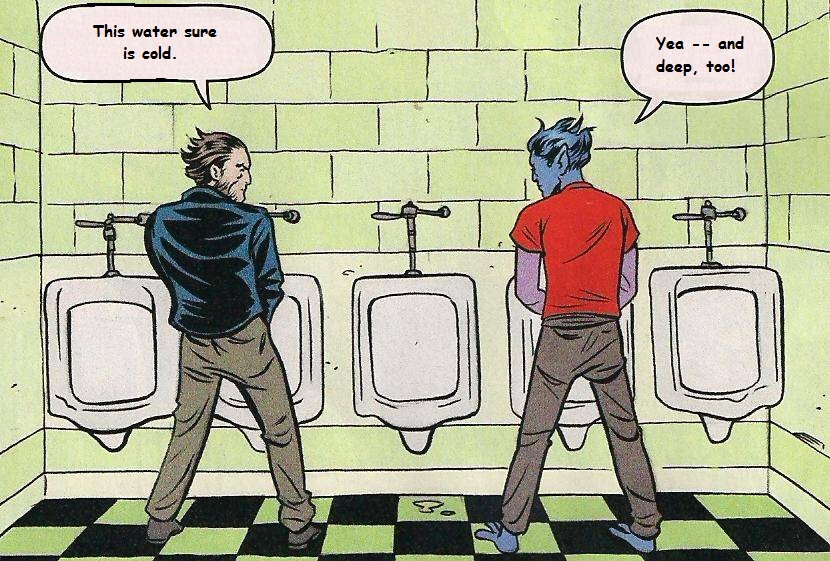 This water sure
is cold.
Yea -- and
deep, too!